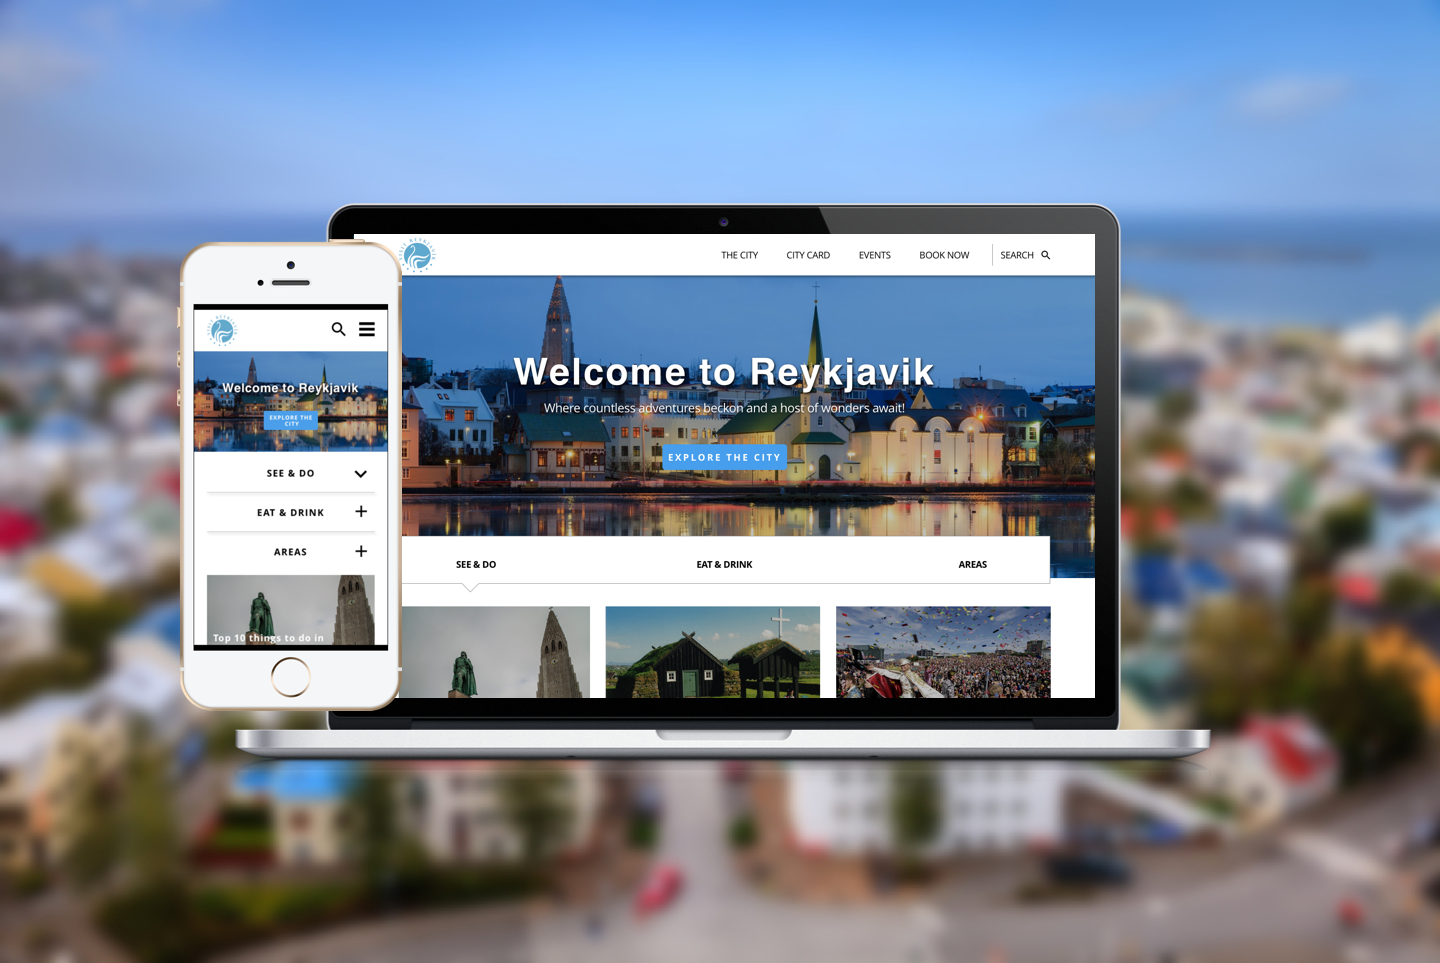 THE CITY
CITY CARD
EVENTS
BOOK NOW
SEARCH
Welcome to Reykjavik
Where countless adventures beckon and a host of wonders await!
EXPLORE THE CITY
SEE & DO
EAT & DRINK
AREAS
Welcome to Reykjavik
EXPLORE THE
CITY
SEE & DO
EAT & DRINK
AREAS
Top 10 things to do in